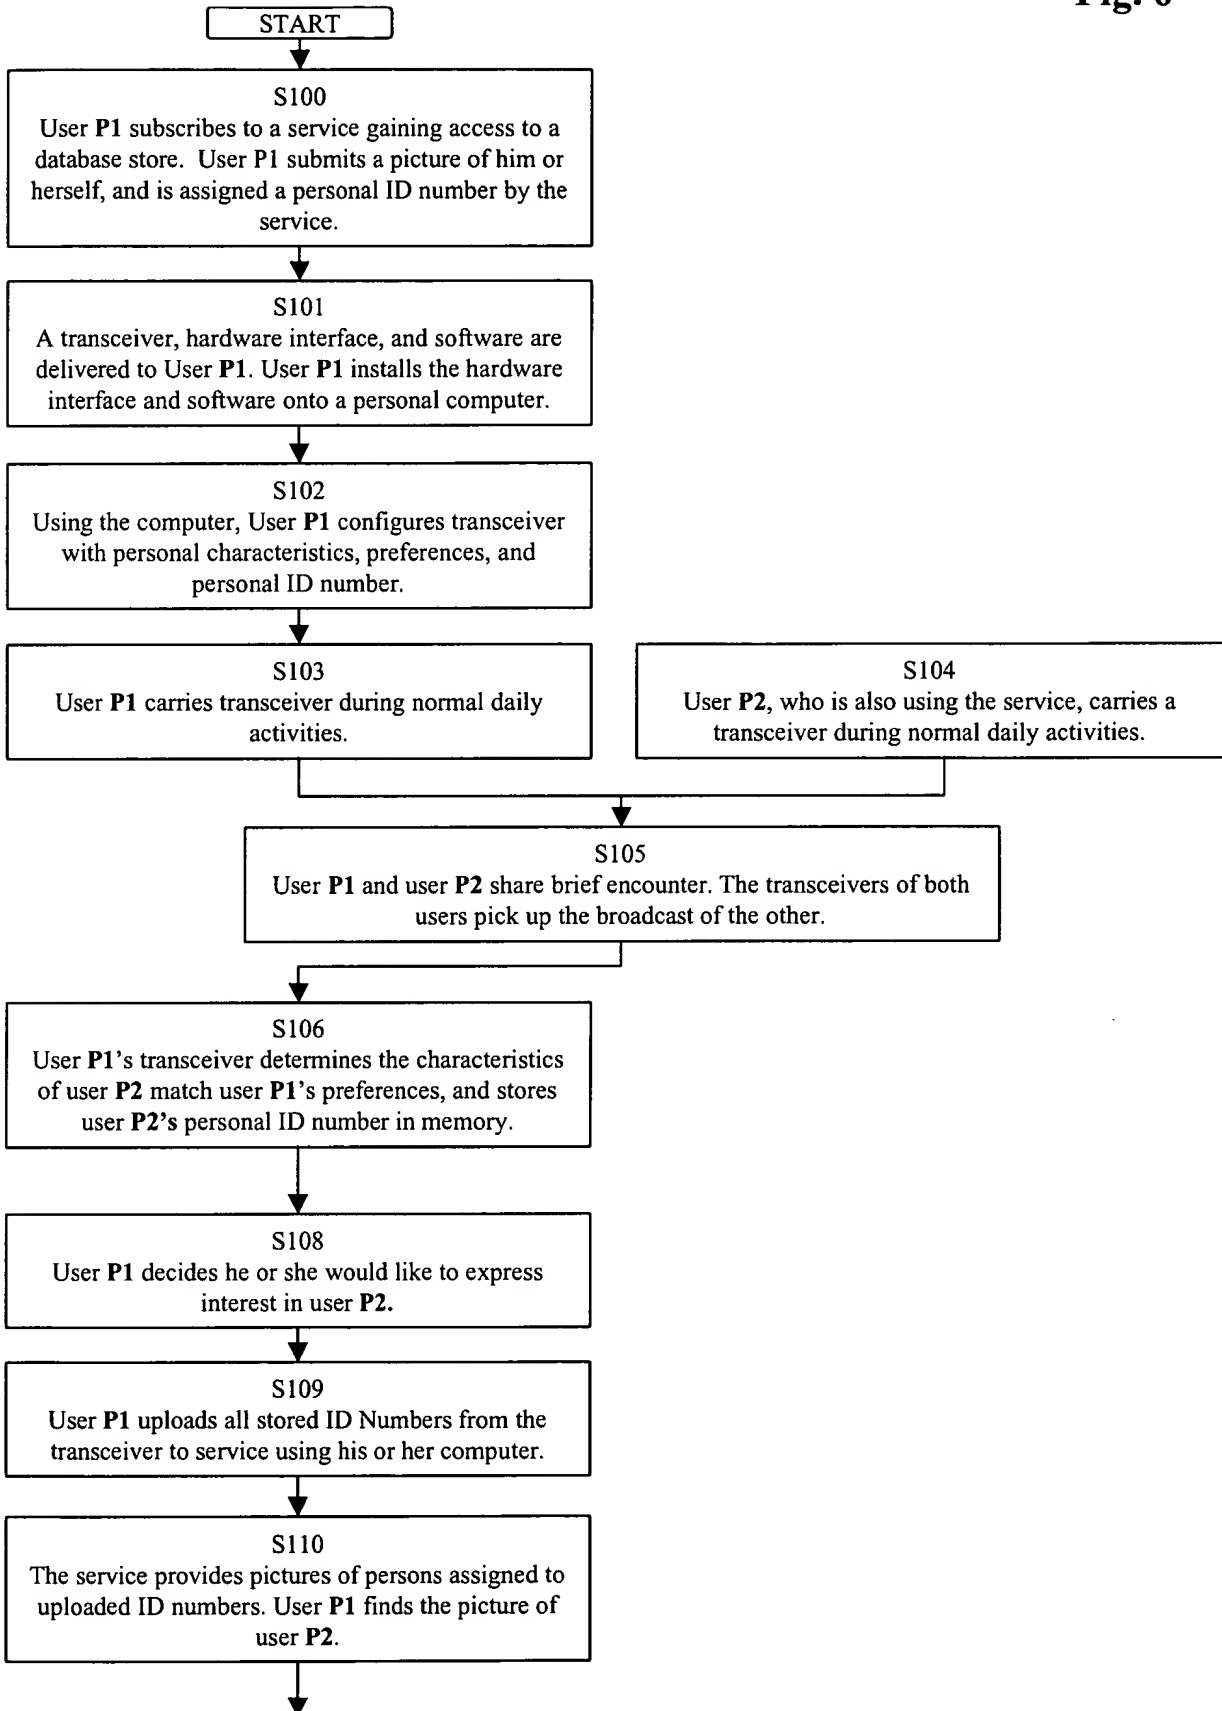 START
S100
User P1 subscribes to a service gaining access to a
database store. User P1 submits a picture of him or
herself, and is assigned a personal ID number by the
service.
S101
A transceiver, hardware interface, and software are
delivered to User P1. User P1 installs the hardware
interface and software onto a personal computer.
S102
Using the computer, User P1 configures transceiver
with personal characteristics, preferences, and
personal ID number.
S103
User P1 carries transceiver during normal daily
activities.
S104
User P2, who is also using the service, carries a
transceiver during normal daily activities.
S105
User P1 and user P2 share brief encounter. The transceivers of both
users pick up the broadcast of the other.
S106
User P1's transceiver determines the characteristics
of user P2 match user P1's preferences, and stores
user P2's personal ID number in memory.
S108
User P1 decides he or she would like to express
interest in user P2.
S109
User P1 uploads all stored ID Numbers from the
transceiver to service using his or her computer.
S110
The service provides pictures of persons assigned to
uploaded ID numbers. User P1 finds the picture of
user P2.